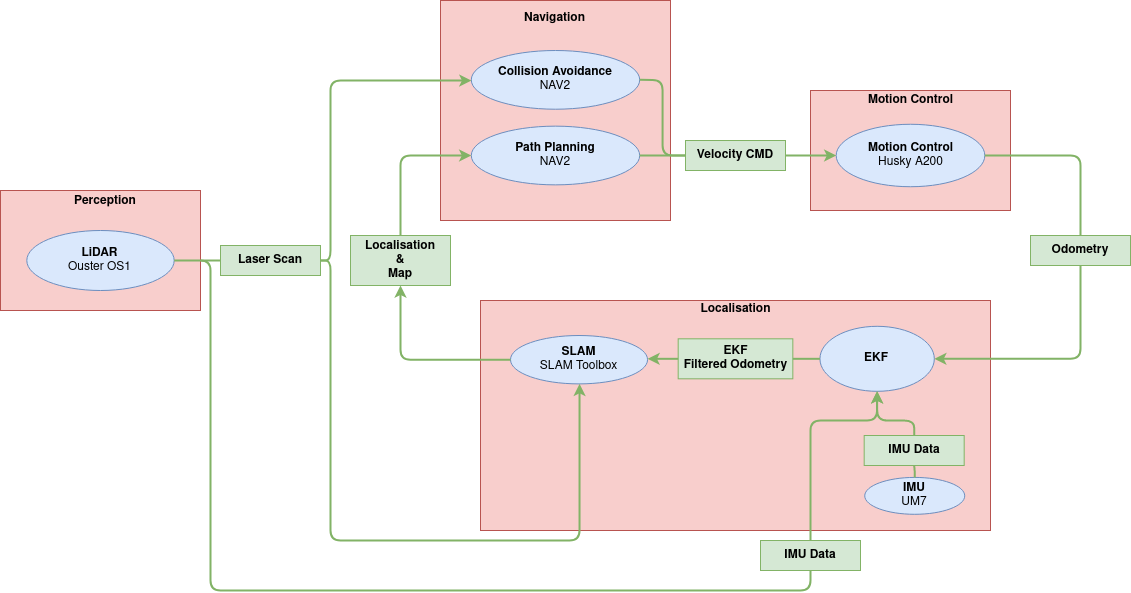 Navigation
Collision Avoidance
NAV2
Path Planning
NAV2
Velocity CMD
Motion Control
Motion Control
Husky A200
Perception
LiDAR
Ouster OS1
Laser Scan
Localisation
&
Map
Odometry
Localisation
SLAM
SLAM Toolbox
EKF
Filtered Odometry
EKF
IMU Data
IMU
UM7
IMU Data